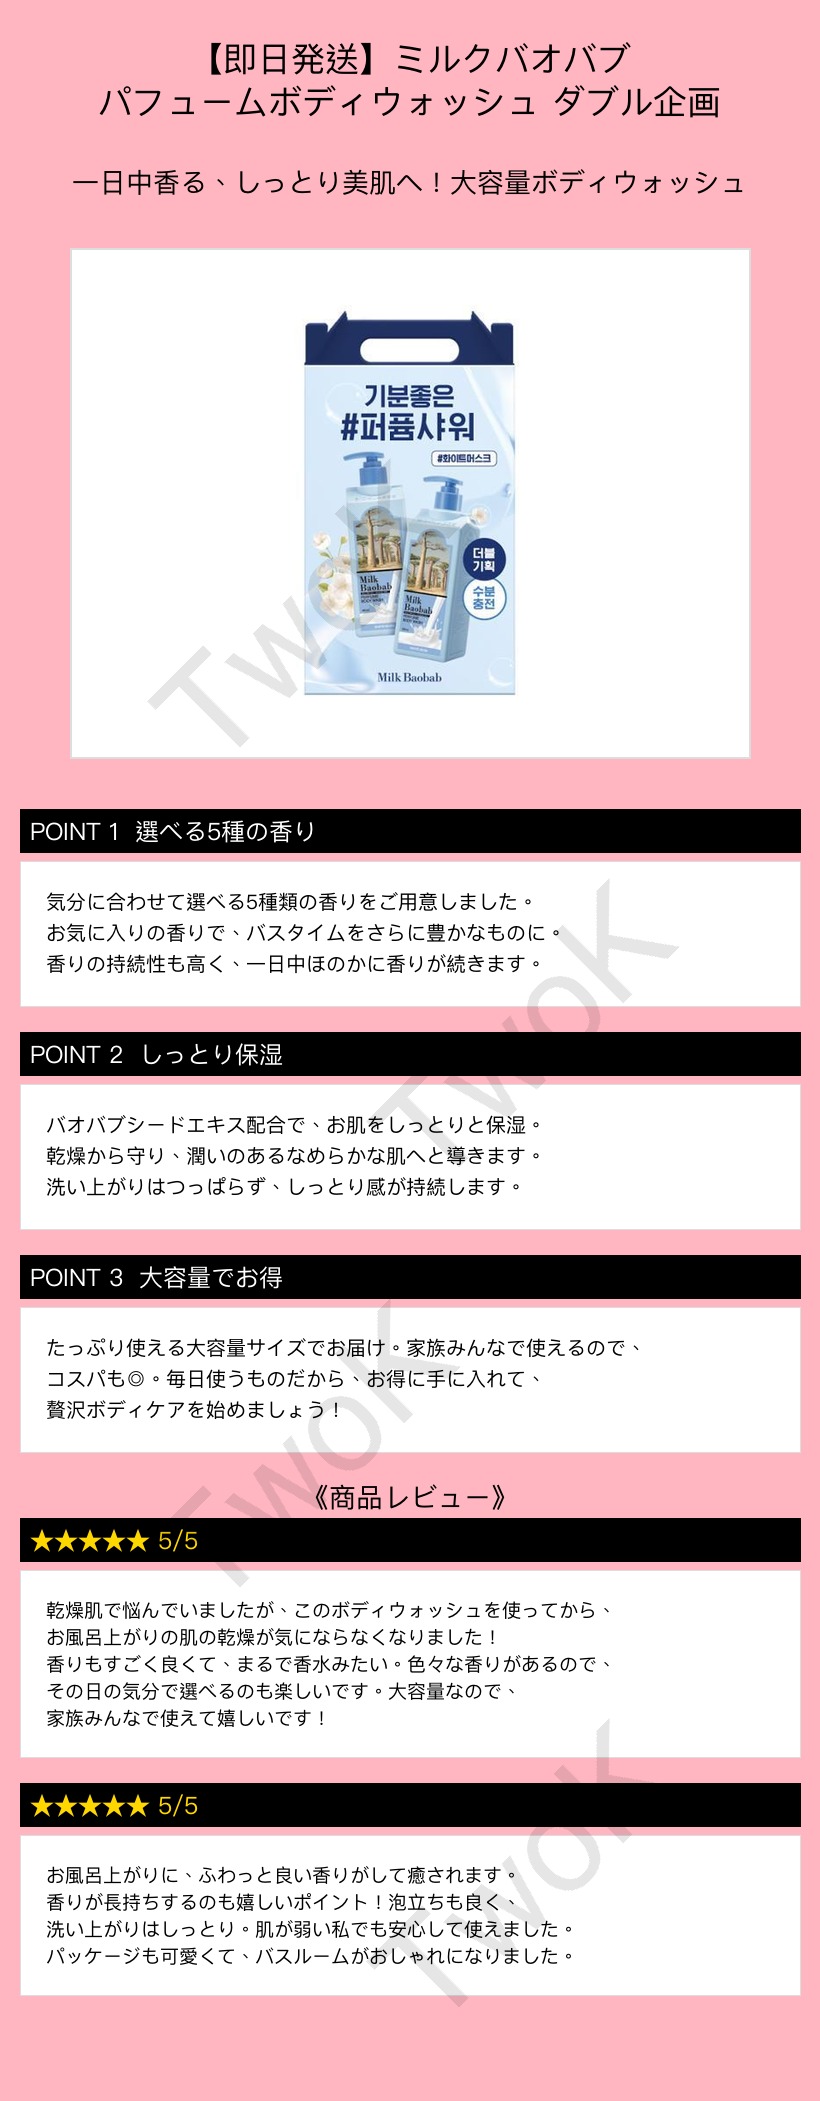 【即日発送】ミルクバオバブ
パフュームボディウォッシュ ダブル企画
一日中香る、しっとり美肌へ！大容量ボディウォッシュ
기분좋은
#퍼퓸샤워
#화이트머스크
더블
기획
수분
충전
Milk
Baobab
Milk
Baobab
Milk Baobab
TwoK
POINT 1 選べる5種の香り
気分に合わせて選べる5種類の香りをご用意しました。
お気に入りの香りで、バスタイムをさらに豊かなものに。
香りの持続性も高く、一日中ほのかに香りが続きます。
TwoK
POINT 2 しっとり保湿
バオバブシードエキス配合で、お肌をしっとりと保湿。
乾燥から守り、潤いのあるなめらかな肌へと導きます。
洗い上がりはつっぱらず、しっとり感が持続します。
POINT 3 大容量でお得
たっぷり使える大容量サイズでお届け。家族みんなで使えるので、
コスパも◎。毎日使うものだから、お得に手に入れて、
贅沢ボディケアを始めましょう！
TwoK
《商品レビュー》
★★★★★ 5/5
乾燥肌で悩んでいましたが、このボディウォッシュを使ってから、
お風呂上がりの肌の乾燥が気にならなくなりました！
香りもすごく良くて、まるで香水みたい。色々な香りがあるので、
その日の気分で選べるのも楽しいです。大容量なので、
家族みんなで使えて嬉しいです！
★★★★★ 5/5
お風呂上がりに、ふわっと良い香りがして癒されます。
香りが長持ちするのも嬉しいポイント！泡立ちも良く、
洗い上がりはしっとり。肌が弱い私でも安心して使えました。
パッケージも可愛くて、バスルームがおしゃれになりました。
TwoK